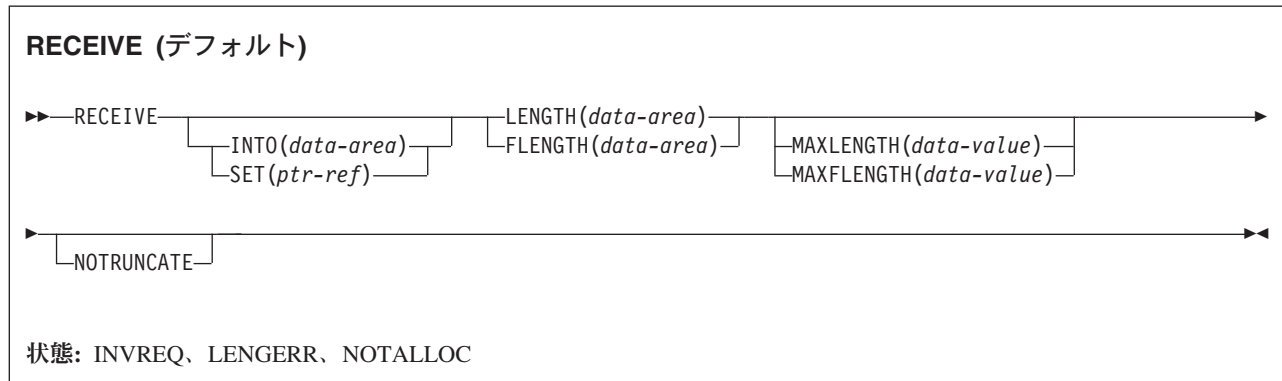 RECEIVE (デフォルト)
RECEIVE LENGTH(data-area)
INTO(data-area) FLENGTH(data-area) MAXLENGTH(data-value)
SET(ptr-ref) MAXFLENGTH(data-value)
NOTRUNCATE
状態: INVREQ、LENGERR、NOTALLOC